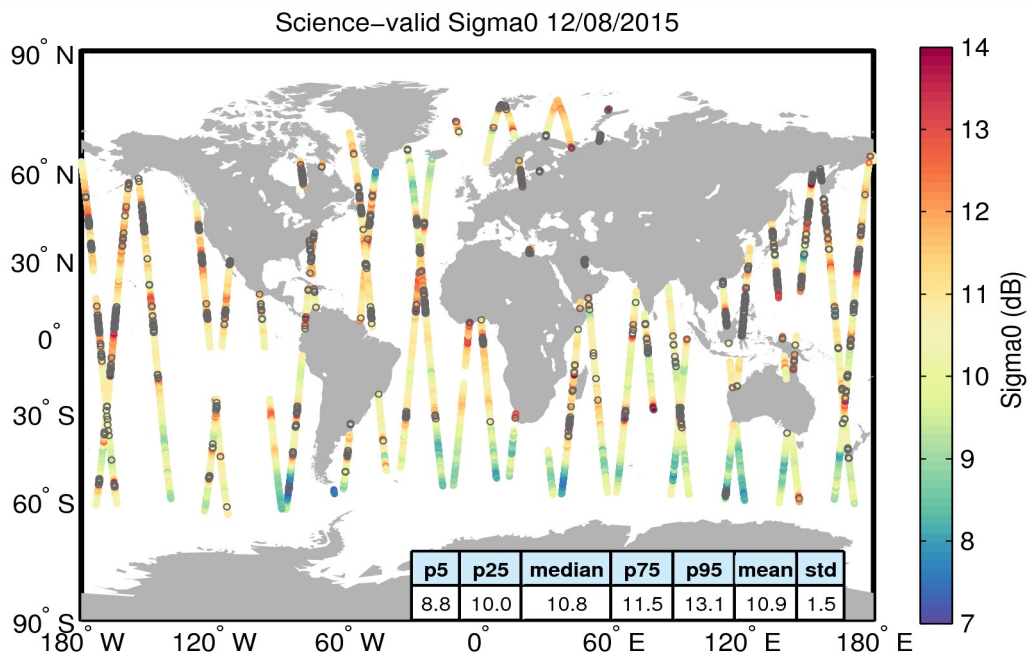 Science−valid Sigma0 12/08/2015
90° N
60° N
30° N
0°
30° S
60° S
90° S
180° W
120° W
60° W
0°
60° E
120° E
180° E
p5 p25 median p75 p95 mean std
8.8 10.0 10.8 11.5 13.1 10.9 1.5
14
13
12
11
10
9
8
7
Sigma0 (dB)